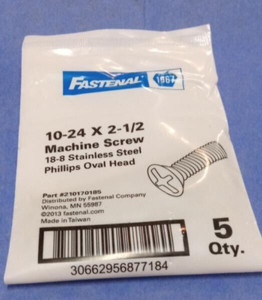 FASTENAL
1967
10-24 X 2-1/2
Machine Screw
18-8 Stainless Steel
Phillips Oval Head
Part #210170185
Distributed by Fastenal Company
Winona, MN 55987
©2013 fastenal.com
Made in Taiwan
5
Qty.
30662956877184